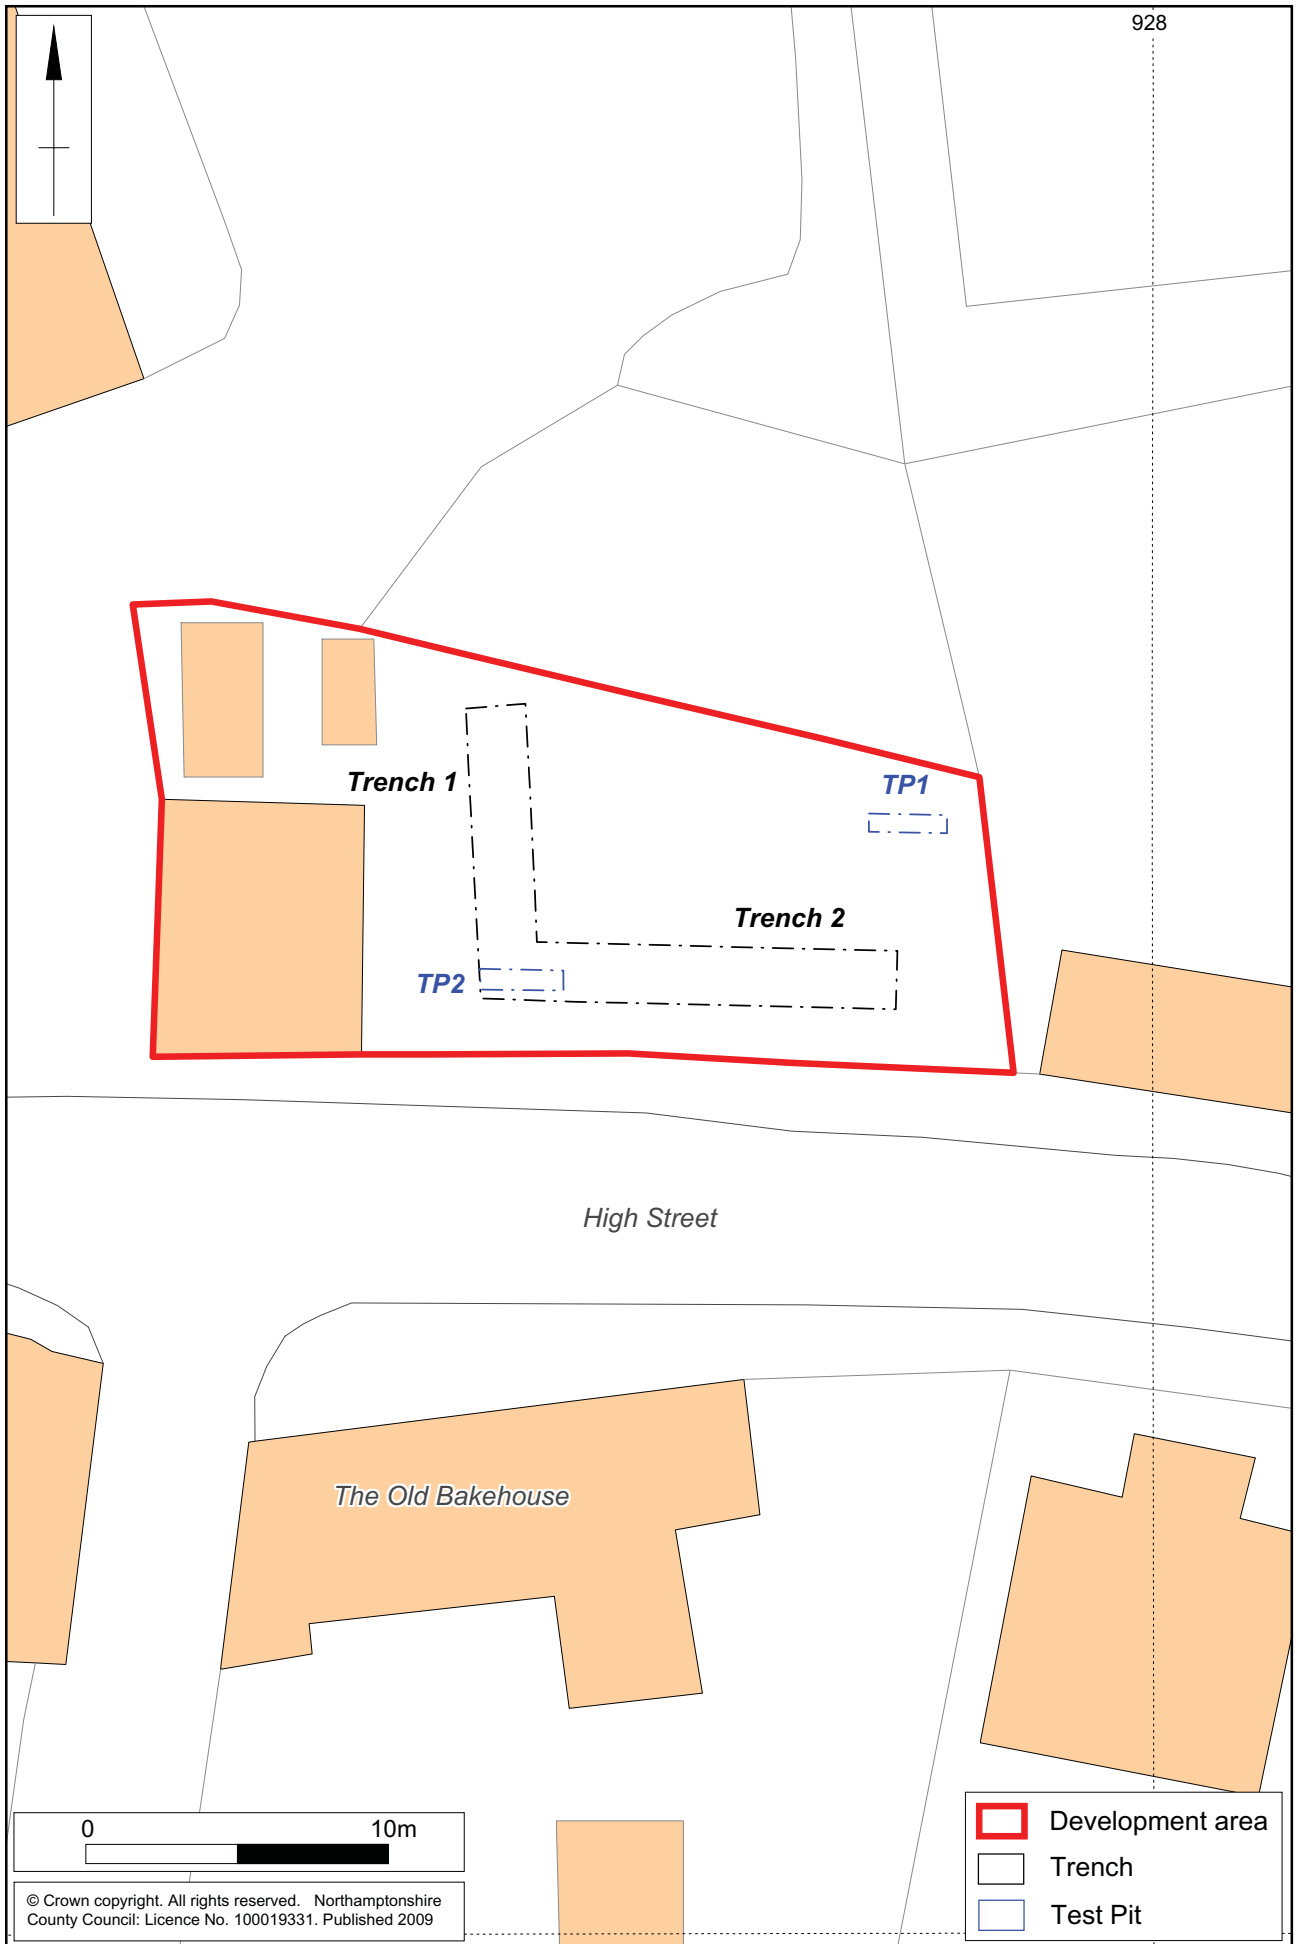 928
Trench 1
TP1
Trench 2
TP2
High Street
The Old Bakehouse
0 10m
© Crown copyright. All rights reserved. Northamptonshire
County Council: Licence No. 100019331. Published 2009
Development area
Trench
Test Pit